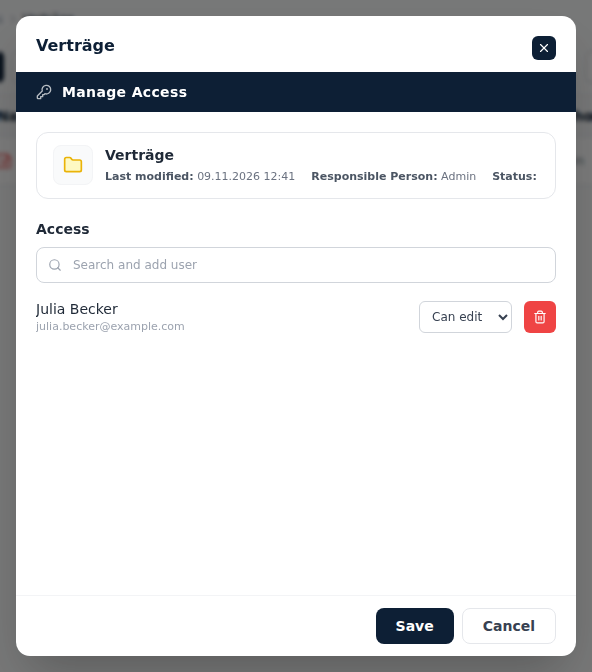 Verträge
Manage Access
Verträge
Last modified: 09.11.2026 12:41 Responsible Person: Admin Status:
Access
Search and add user
Julia Becker
julia.becker@example.com
Can edit
Save
Cancel